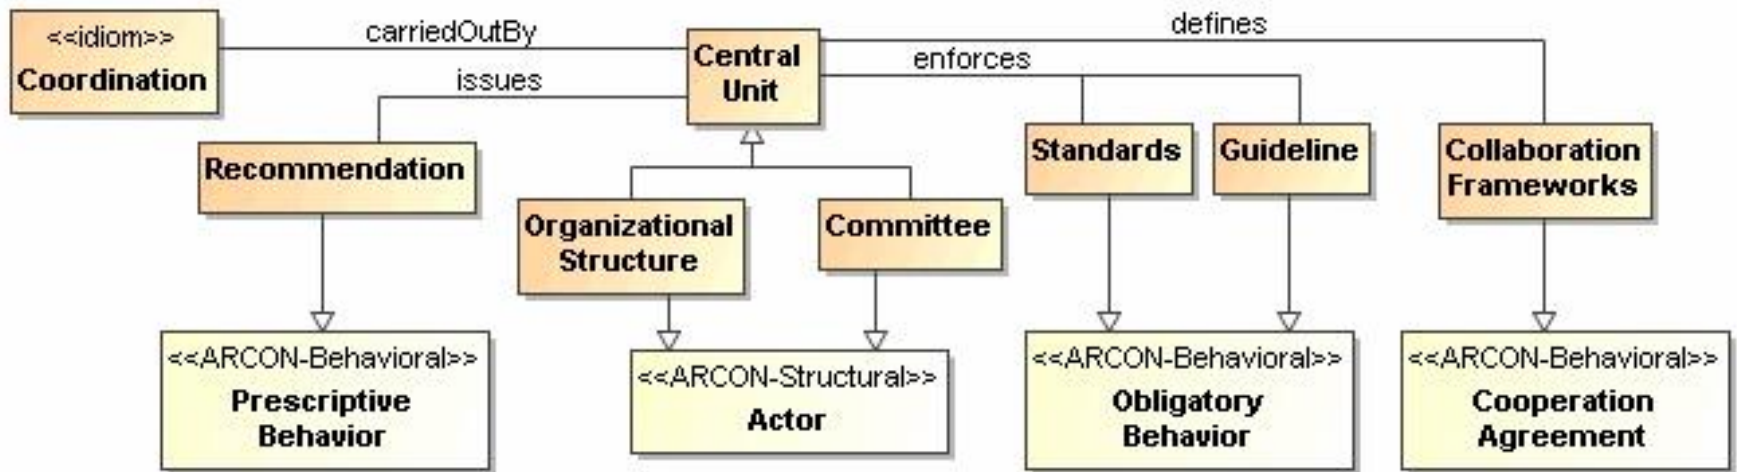 <<idiom>>
Coordination
carriedOutBy
issues
Central
Unit
defines
enforces
Recommendation
Organizational
Structure
Committee
Standards
Guideline
Collaboration
Frameworks
<<ARCON-Behavioral>>
Prescriptive
Behavior
<<ARCON-Structural>>
Actor
<<ARCON-Behavioral>>
Obligatory
Behavior
<<ARCON-Behavioral>>
Cooperation
Agreement